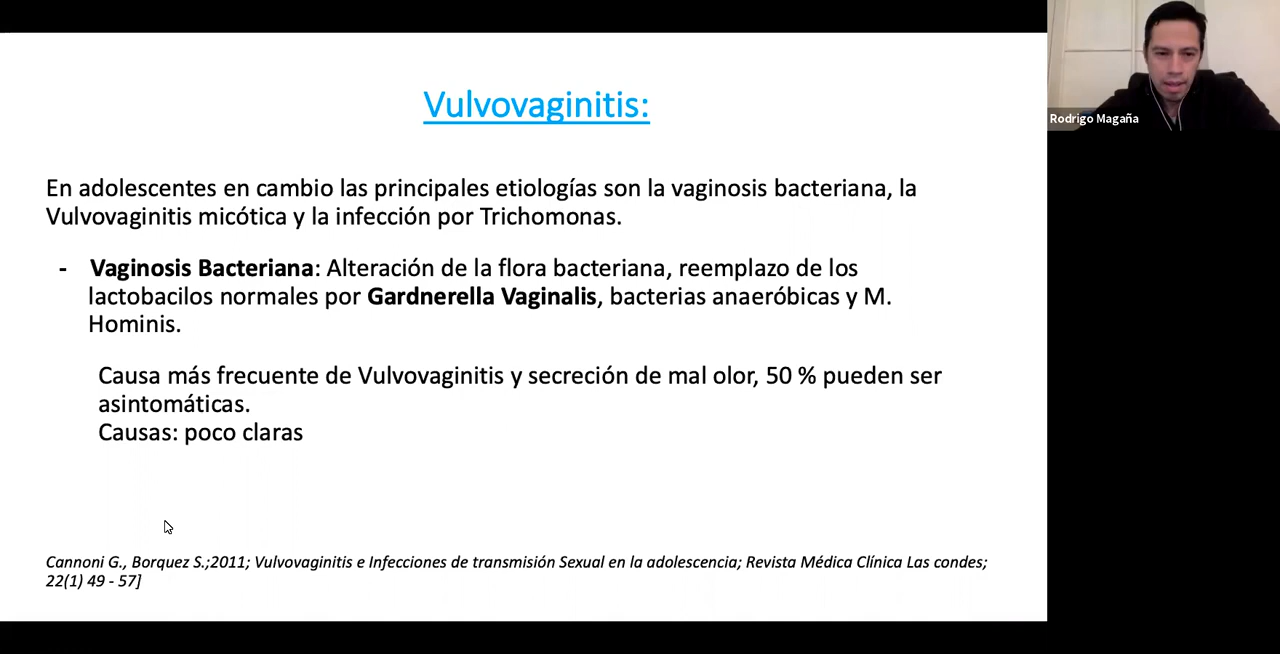 Vulvovaginitis:
Rodrigo Magaña
En adolescentes en cambio las principales etiologías son la vaginosis bacteriana, la
Vulvovaginitis micótica y la infección por Trichomonas.
- Vaginosis Bacteriana: Alteración de la flora bacteriana, reemplazo de los
lactobacilos normales por Gardnerella Vaginalis, bacterias anaeróbicas y M.
Hominis.
Causa más frecuente de Vulvovaginitis y secreción de mal olor, 50 % pueden ser
asintomáticas.
Causas: poco claras
Cannoni G., Borquez S.;2011; Vulvovaginitis e Infecciones de transmisión Sexual en la adolescencia; Revista Médica Clínica Las condes;
22(1) 49 - 57]